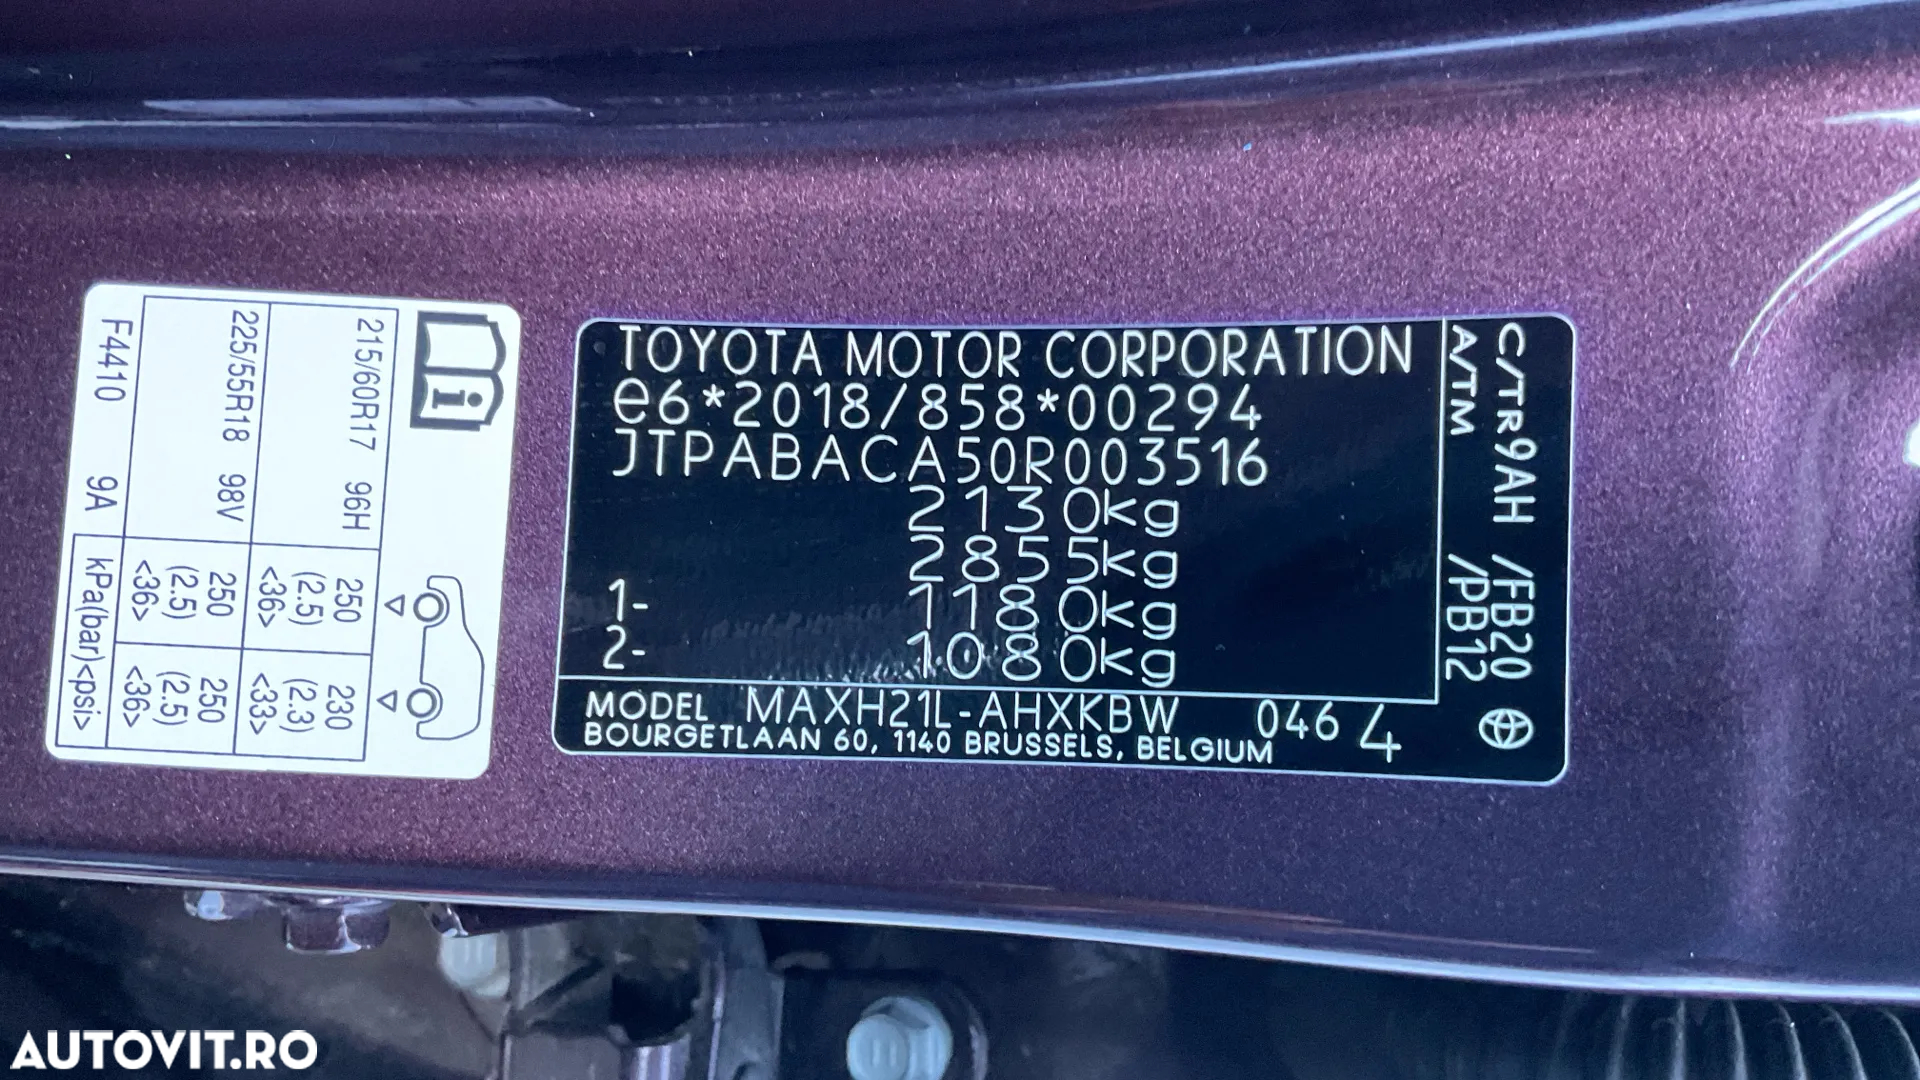 215/60R17 96H 250 (2.5) <36> 230 (2.3) <33>
225/55R18 98V 250 (2.5) <36> 250 (2.5) <36>
F4410 9A kPa(bar)<psi>
TOYOTA MOTOR CORPORATION
e6*2018/858*00294
JTPABACA50R003516
2130kg
2855kg
1- 1180kg
2- 1080kg
MODEL MAXH21L-AHXKBW 046 4
BOURGETLAAN 60, 1140 BRUSSELS, BELGIUM
C/TR9AH /FB20
A/TM /PB12
AUTOVIT.RO